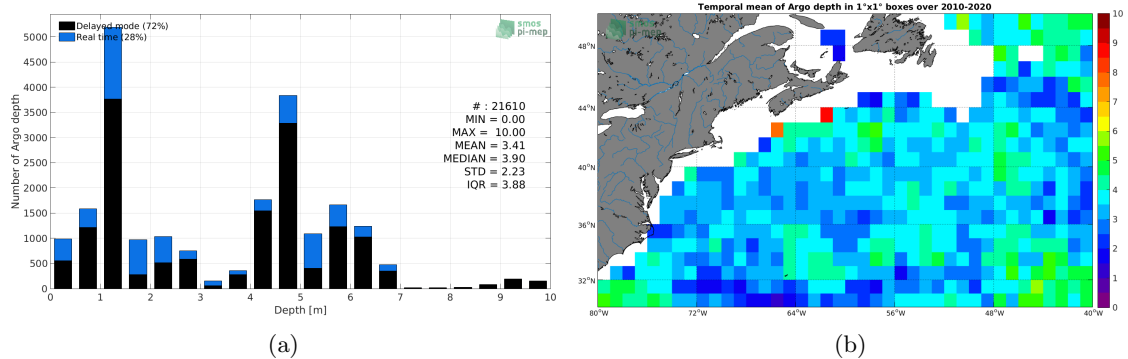 Delayed mode (72%)
Real time (28%)
smos
pi-mep
# : 21610
MIN = 0.00
MAX = 10.00
MEAN = 3.41
MEDIAN = 3.90
STD = 2.23
IQR = 3.88
Number of Argo depth
5000
4500
4000
3500
3000
2500
2000
1500
1000
500
0
0 1 2 3 4 5 6 7 8 9 10
Depth [m]
(a)
Temporal mean of Argo depth in 1°x1° boxes over 2010-2020
smos
pi-mep
48°N
44°N
40°N
36°N
32°N
80°W 72°W 64°W 56°W 48°W 40°W
10
9
8
7
6
5
4
3
2
1
0
(b)